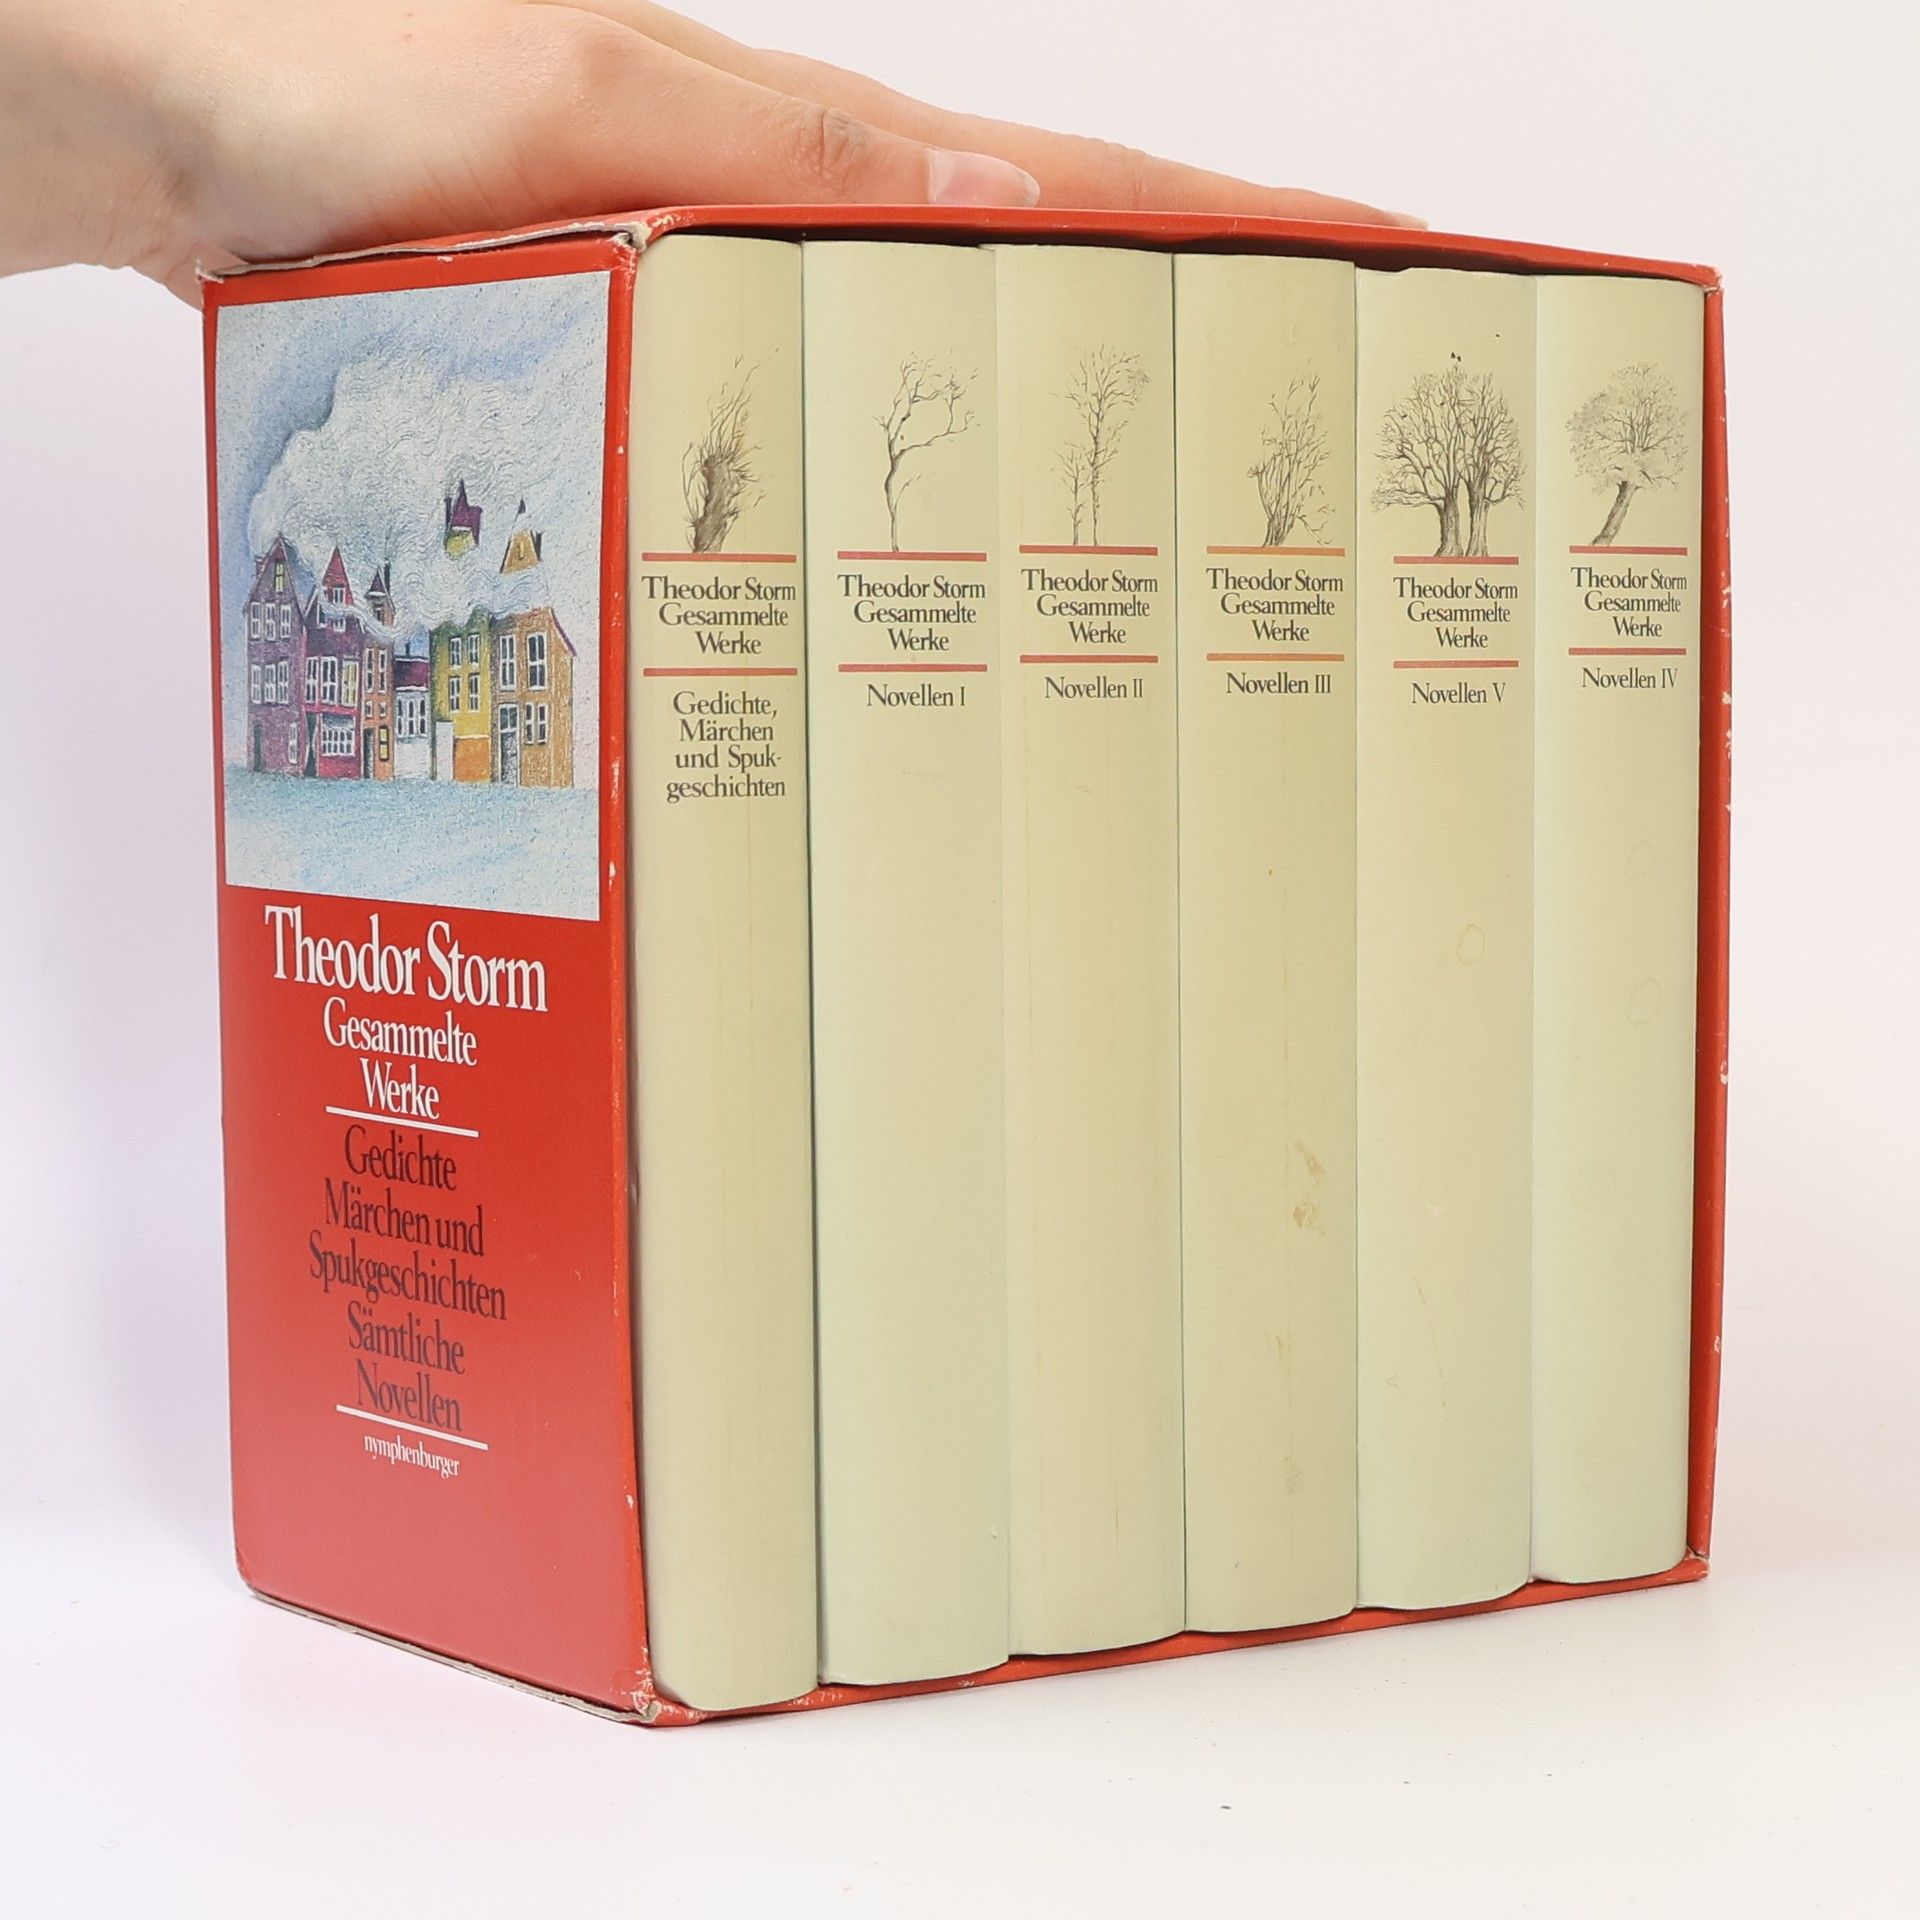 Theodor Storm
Gesammelte
Werke
Gedichte
Märchen und
Spukgeschichten
Sämtliche
Novellen
nymphenburger
Theodor Storm
Gesammelte
Werke
Gedichte,
Märchen
und Spuk-
geschichten
Theodor Storm
Gesammelte
Werke
Novellen I
Theodor Storm
Gesammelte
Werke
Novellen II
Theodor Storm
Gesammelte
Werke
Novellen III
Theodor Storm
Gesammelte
Werke
Novellen V
Theodor Storm
Gesammelte
Werke
Novellen IV